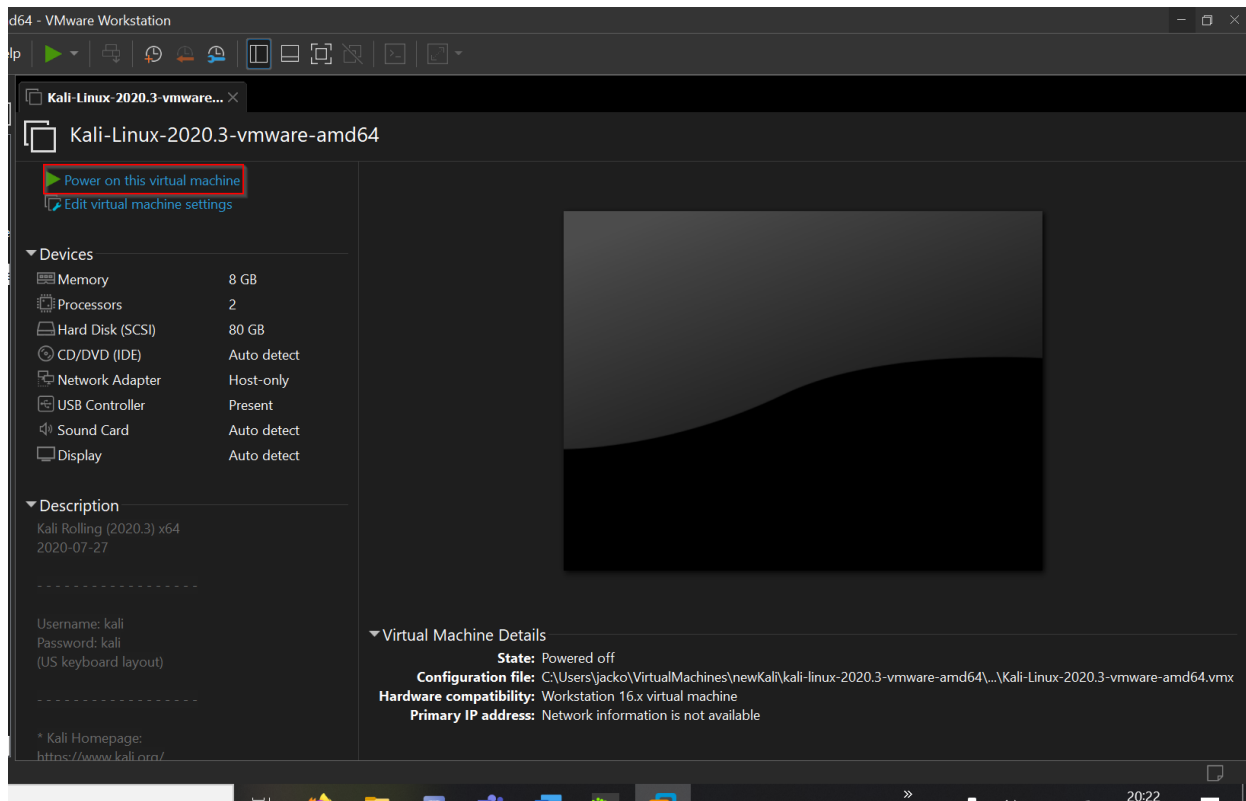 d64 - VMware Workstation
elp
Kali-Linux-2020.3-vmware...
Kali-Linux-2020.3-vmware-amd64
Power on this virtual machine
Edit virtual machine settings
Devices
Memory 8 GB
Processors 2
Hard Disk (SCSI) 80 GB
CD/DVD (IDE) Auto detect
Network Adapter Host-only
USB Controller Present
Sound Card Auto detect
Display Auto detect
Description
Kali Rolling (2020.3) x64
2020-07-27
- - - - - - - - - - - - - - - - - -
Username: kali
Password: kali
(US keyboard layout)
- - - - - - - - - - - - - - - - - -
* Kali Homepage:
https://www.kali.org/
Virtual Machine Details
State: Powered off
Configuration file: C:\Users\jacko\VirtualMachines\newKali\kali-linux-2020.3-vmware-amd64\...\Kali-Linux-2020.3-vmware-amd64.vmx
Hardware compatibility: Workstation 16.x virtual machine
Primary IP address: Network information is not available
20:22